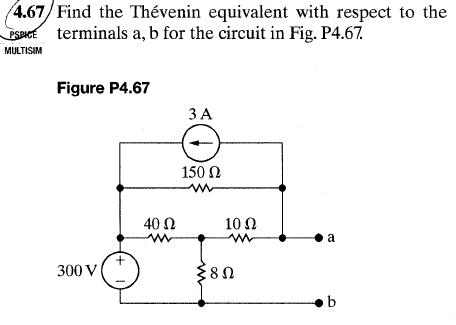 4.67 Find the Thévenin equivalent with respect to the
PSPICE terminals a, b for the circuit in Fig. P4.67.
MULTISIM
Figure P4.67
3 A
150 Ω
40 Ω 10 Ω
a
300 V + − 8 Ω
b